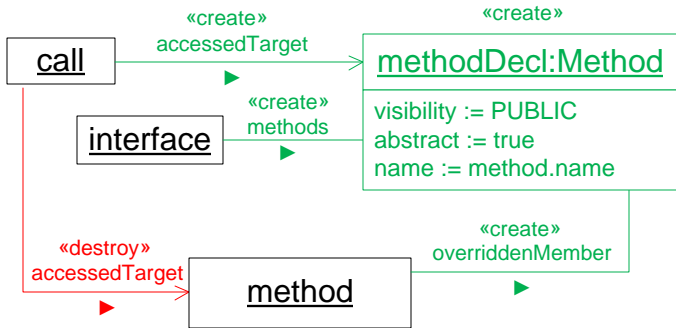 «create»
accessedTarget
«create»
call
methodDecl:Method
visibility := PUBLIC
abstract := true
name := method.name
«create»
methods
interface
«destroy»
accessedTarget
method
«create»
overriddenMember